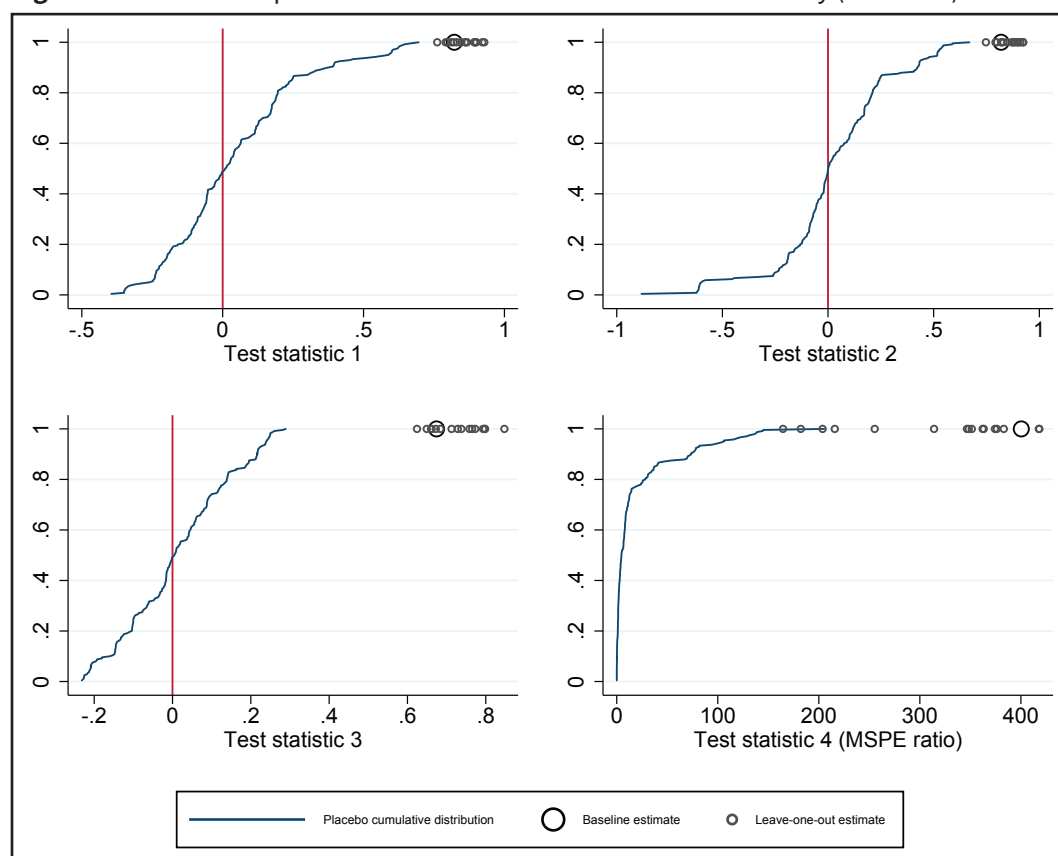 0 .2 .4 .6 .8 1
-.5 0 .5 1
Test statistic 1
0 .2 .4 .6 .8 1
-1 -.5 0 .5 1
Test statistic 2
0 .2 .4 .6 .8 1
-.2 0 .2 .4 .6 .8
Test statistic 3
0 .2 .4 .6 .8 1
0 100 200 300 400
Test statistic 4 (MSPE ratio)
Placebo cumulative distribution Baseline estimate Leave-one-out estimate